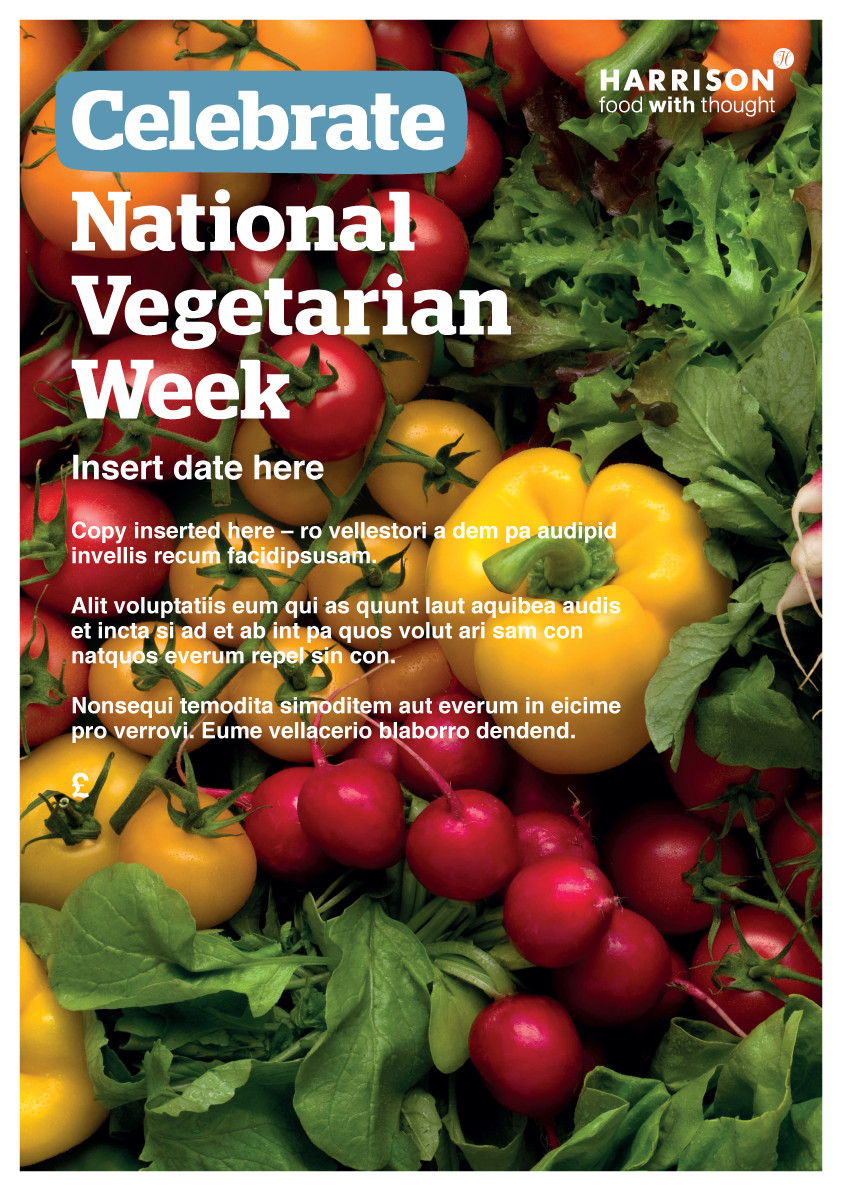 HARRISON
food with thought
Celebrate
National
Vegetarian
Week
Insert date here
Copy inserted here – ro vellestori a dem pa audipid
invellis recum facidipsusam.
Alit voluptatiis eum qui as quunt laut aquibea audis
et incta si ad et ab int pa quos volut ari sam con
natquos everum repel sin con.
Nonsequi temodita simoditem aut everum in eicime
pro verrovi. Eume vellacerio blaborro dendend.
£